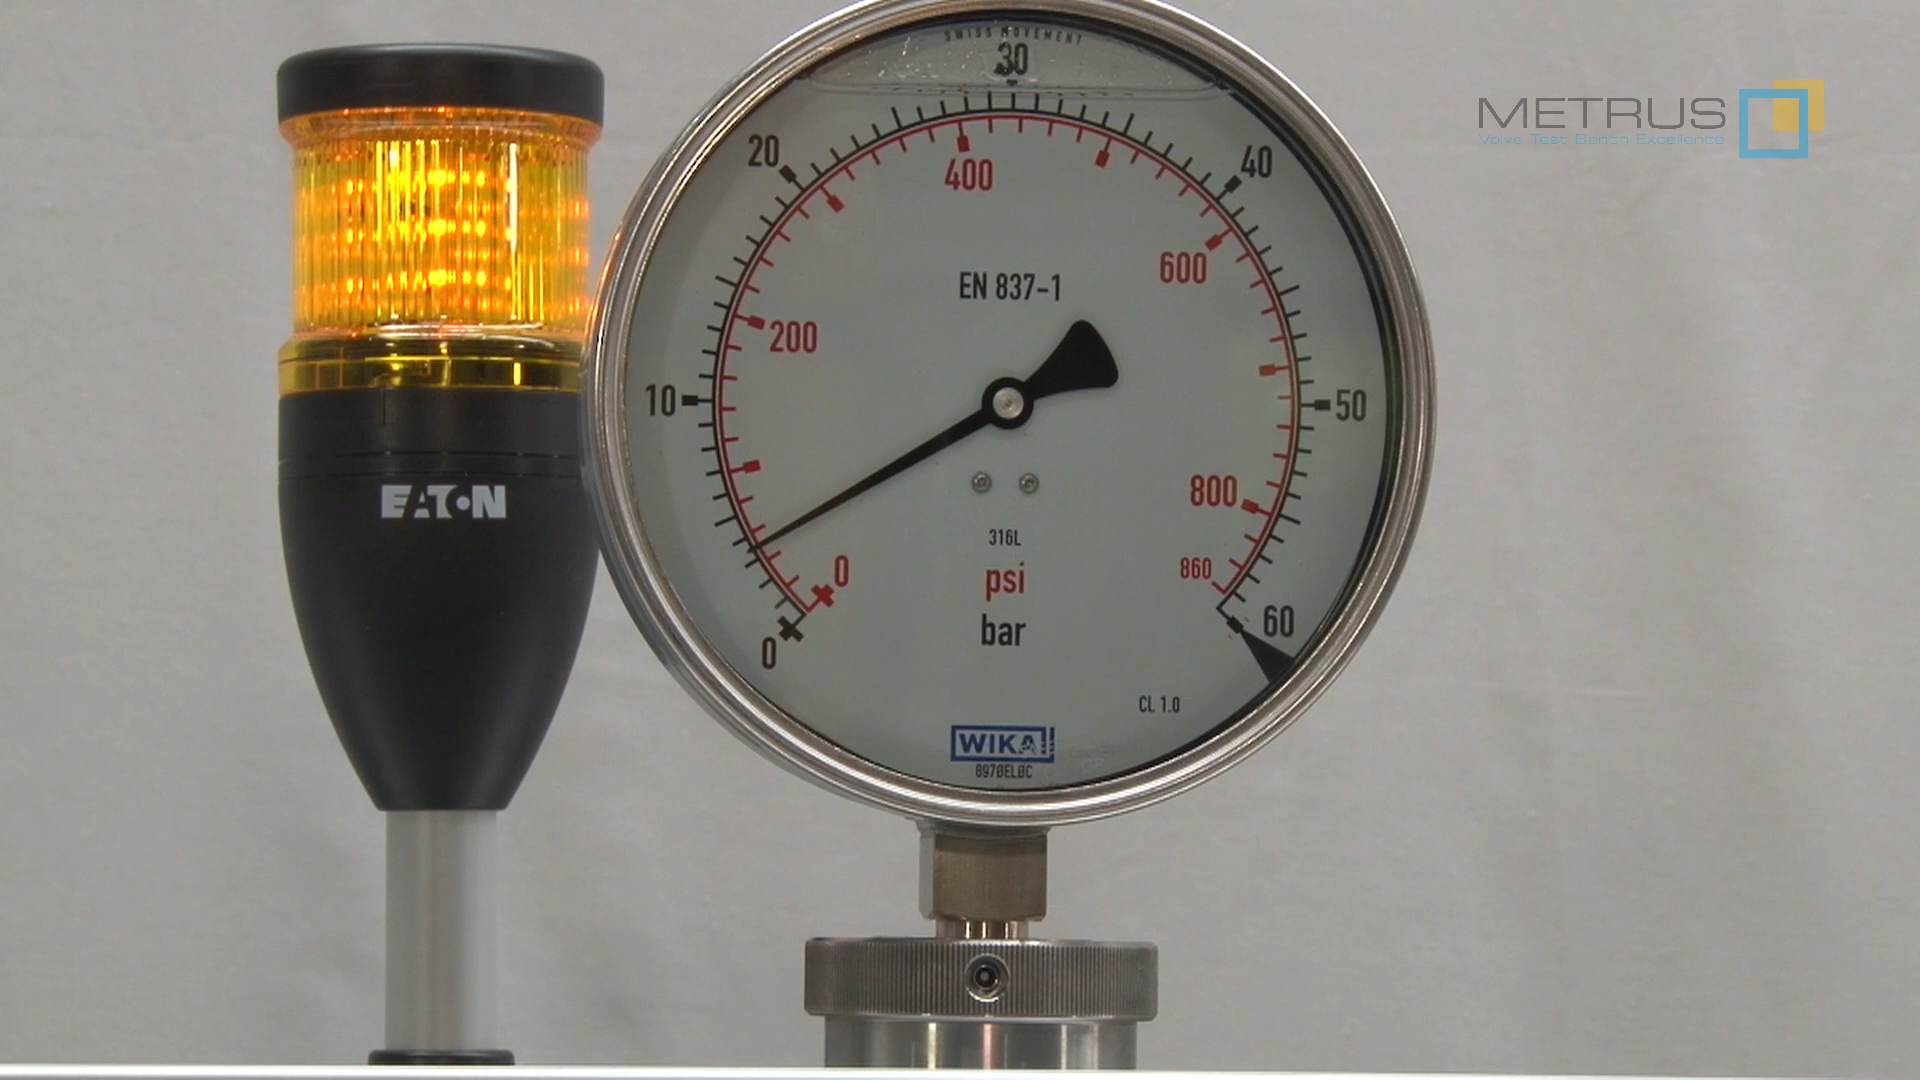 SWISS MOVEMENT
30
20
40
400
METRUS
Valve Test Bench Excellence
600
EN 837-1
200
10
50
EATON
800
316L
0
psi
860
bar
0
60
CL 1.0
WIKA
8970EL0C